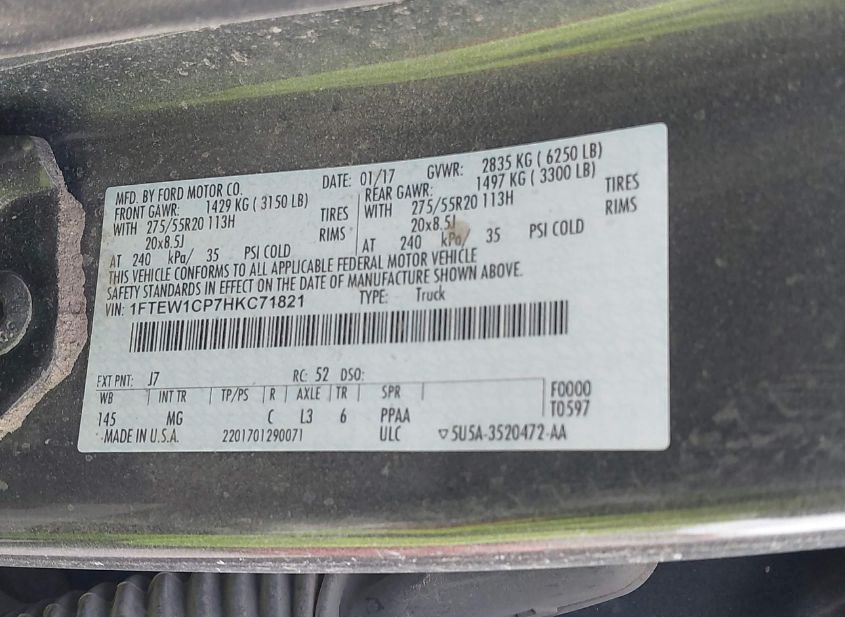 MFD. BY FORD MOTOR CO.
DATE: 01/17 GVWR: 2835 KG ( 6250 LB)
FRONT GAWR: 1429 KG ( 3150 LB)
WITH 275/55R20 113H TIRES
20x8.5J RIMS
AT 240 kPa/ 35 PSI COLD
REAR GAWR: 1497 KG ( 3300 LB)
WITH 275/55R20 113H TIRES
20x8.5J RIMS
AT 240 kPa/ 35 PSI COLD
THIS VEHICLE CONFORMS TO ALL APPLICABLE FEDERAL MOTOR VEHICLE
SAFETY STANDARDS IN EFFECT ON THE DATE OF MANUFACTURE SHOWN ABOVE.
VIN: 1FTEW1CP7HKC71821 TYPE: Truck
EXT PNT: J7 RC: 52 DSO:
WB INT TR TP/PS R AXLE TR SPR F0000
145 MG C L3 6 PPAA T0597
MADE IN U.S.A. 2201701290071 ULC ▽5U5A-3520472-AA